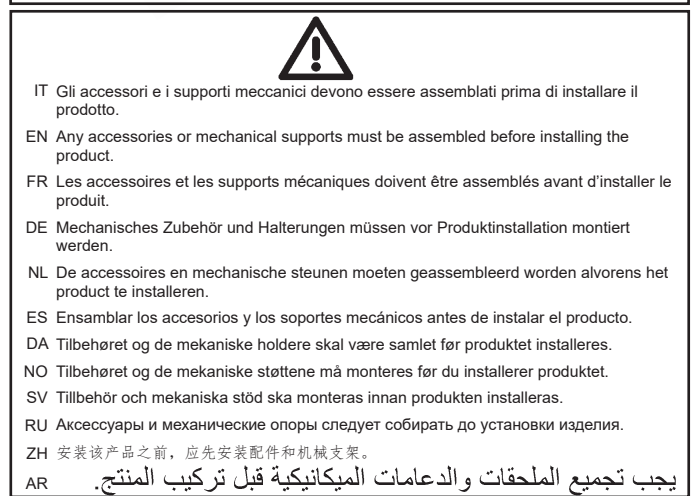 IT Gli accessori e i supporti meccanici devono essere assemblati prima di installare il
prodotto.
EN Any accessories or mechanical supports must be assembled before installing the
product.
FR Les accessoires et les supports mécaniques doivent être assemblés avant d’installer le
produit.
DE Mechanisches Zubehör und Halterungen müssen vor Produktinstallation montiert
werden.
NL De accessoires en mechanische steunen moeten geassembleerd worden alvorens het
product te installeren.
ES Ensamblar los accesorios y los soportes mecánicos antes de instalar el producto.
DA Tilbehøret og de mekaniske holdere skal være samlet før produktet installeres.
NO Tilbehøret og de mekaniske støttene må monteres før du installerer produktet.
SV Tillbehör och mekaniska stöd ska monteras innan produkten installeras.
RU Аксессуары и механические опоры следует собирать до установки изделия.
ZH 安装该产品之前，应先安装配件和机械支架。
AR يجب تجميع الملحقات والدعامات الميكانيكية قبل تركيب المنتج.